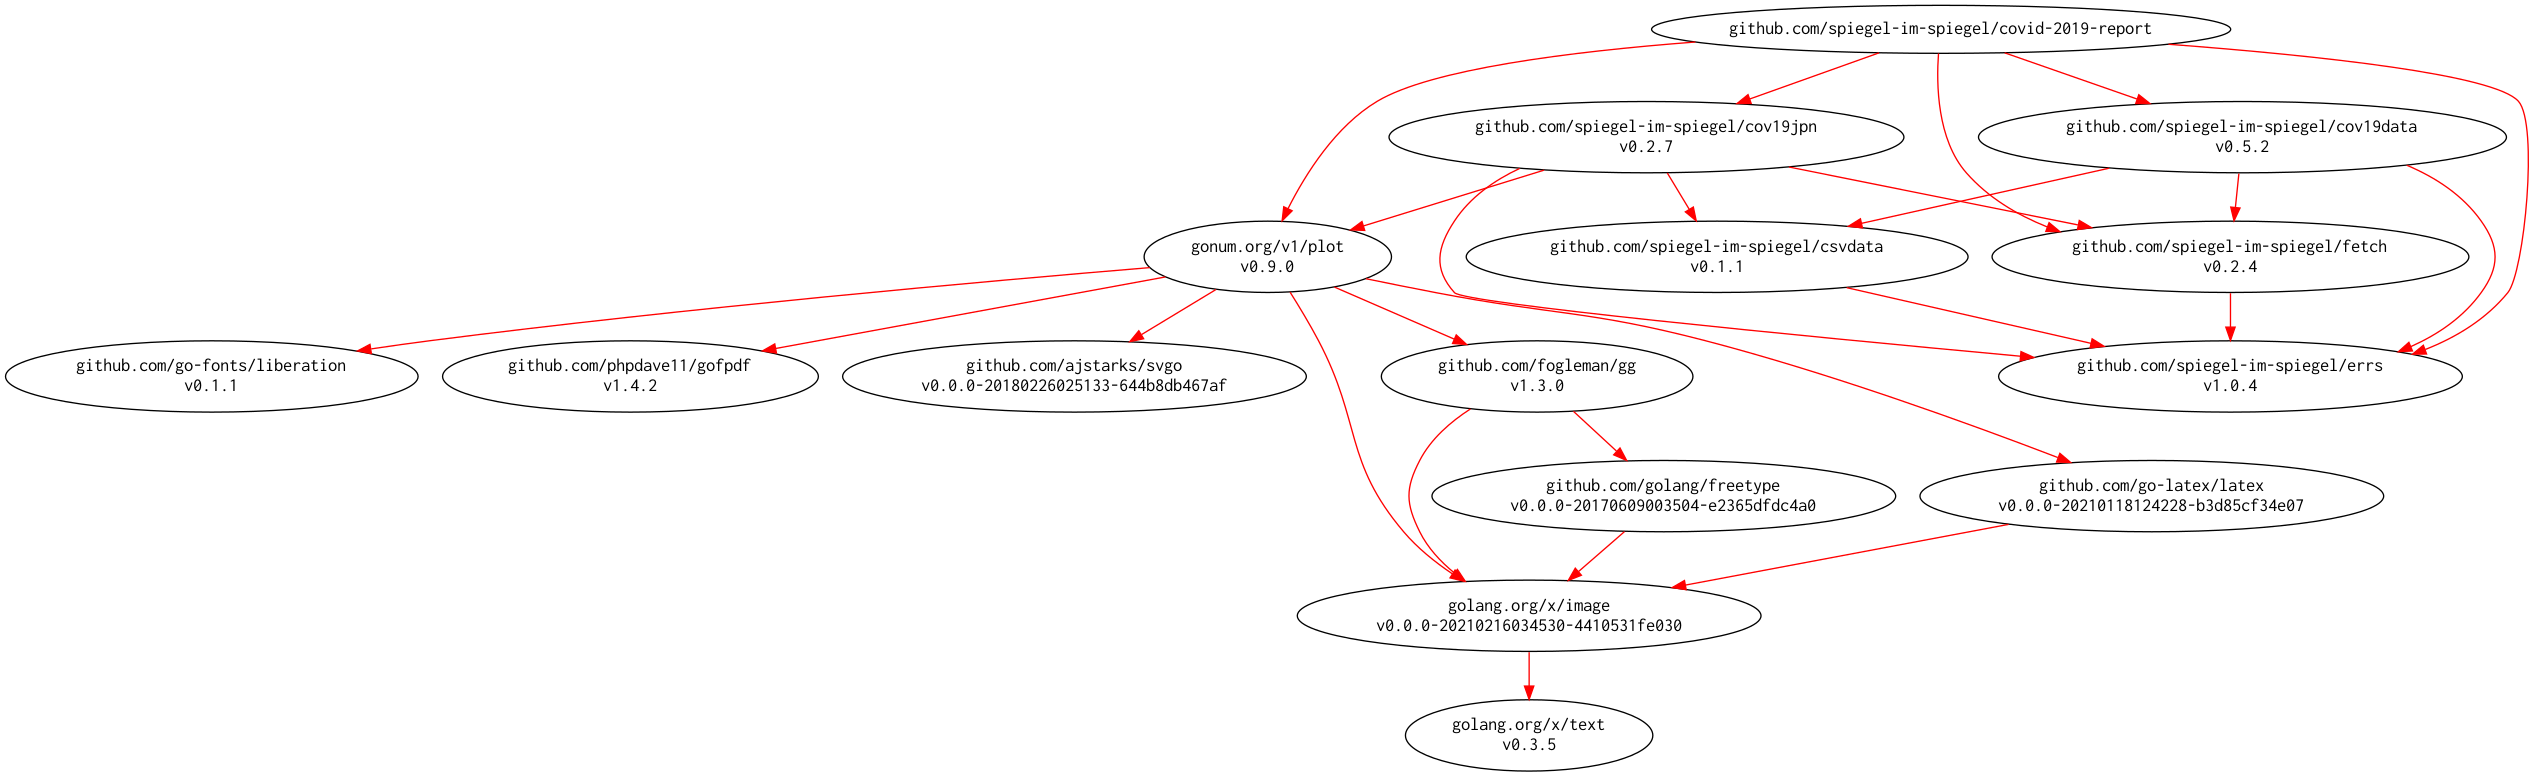 github.com/spiegel-im-spiegel/covid-2019-report
github.com/spiegel-im-spiegel/cov19jpn
v0.2.7
github.com/spiegel-im-spiegel/cov19data
v0.5.2
gonum.org/v1/plot
v0.9.0
github.com/spiegel-im-spiegel/csvdata
v0.1.1
github.com/spiegel-im-spiegel/fetch
v0.2.4
github.com/go-fonts/liberation
v0.1.1
github.com/phpdave11/gofpdf
v1.4.2
github.com/ajstarks/svgo
v0.0.0-20180226025133-644b8db467af
github.com/fogleman/gg
v1.3.0
github.com/spiegel-im-spiegel/errs
v1.0.4
github.com/golang/freetype
v0.0.0-20170609003504-e2365dfdc4a0
github.com/go-latex/latex
v0.0.0-20210118124228-b3d85cf34e07
golang.org/x/image
v0.0.0-20210216034530-4410531fe030
golang.org/x/text
v0.3.5